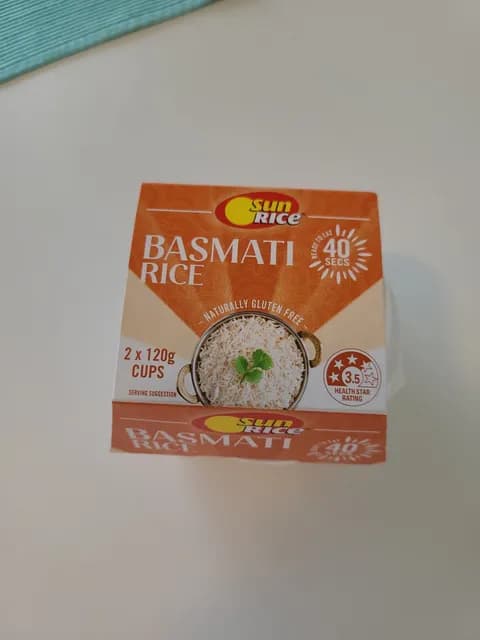 sun
RICE
BASMATI
RICE
READY TO EAT
40
SECS
NATURALLY GLUTEN FREE
2 x 120g
CUPS
SERVING SUGGESTION
3.5
HEALTH STAR
RATING
sun
RICE
BASMATI
RICE
40